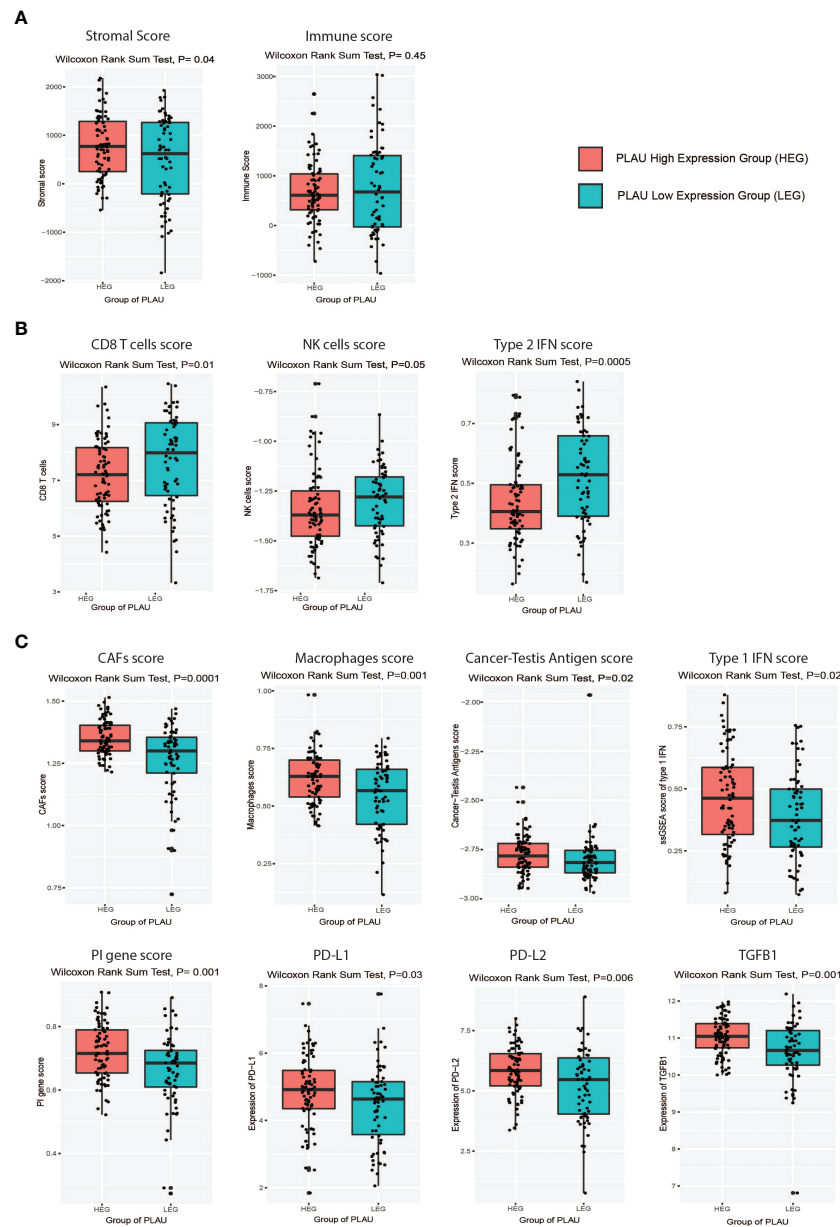 A
Stromal Score
Wilcoxon Rank Sum Test, P= 0.04
Stromal score
2000
1000
0
−1000
−2000
HEG
LEG
Group of PLAU
Immune score
Wilcoxon Rank Sum Test, P= 0.45
Immune Score
3000
2000
1000
0
−1000
HEG
LEG
Group of PLAU
PLAU High Expression Group (HEG)
PLAU Low Expression Group (LEG)
B
CD8 T cells score
Wilcoxon Rank Sum Test, P=0.01
CD8 T cells
9
7
5
3
HEG
LEG
Group of PLAU
NK cells score
Wilcoxon Rank Sum Test, P=0.05
NK cells score
−0.75
−1.00
−1.25
−1.50
−1.75
HEG
LEG
Group of PLAU
Type 2 IFN score
Wilcoxon Rank Sum Test, P=0.0005
Type 2 IFN score
0.7
0.5
0.3
HEG
LEG
Group of PLAU
C
CAFs score
Wilcoxon Rank Sum Test, P=0.0001
CAFs score
1.50
1.25
1.00
0.75
HEG
LEG
Group of PLAU
Macrophages score
Wilcoxon Rank Sum Test, P=0.001
Macrophages score
1.00
0.75
0.50
0.25
HEG
LEG
Group of PLAU
Cancer-Testis Antigen score
Wilcoxon Rank Sum Test, P=0.02
Cancer−Testis Antigens score
−2.00
−2.25
−2.50
−2.75
−3.00
HEG
LEG
Group of PLAU
Type 1 IFN score
Wilcoxon Rank Sum Test, P=0.02
ssGSEA socre of type 1 IFN
0.75
0.50
0.25
HEG
LEG
Group of PLAU
PI gene score
Wilcoxon Rank Sum Test, P= 0.001
PI gene score
0.8
0.6
0.4
HEG
LEG
Group of PLAU
PD-L1
Wilcoxon Rank Sum Test, P=0.03
Expression of PD−L1
8
6
4
2
HEG
LEG
Group of PLAU
PD-L2
Wilcoxon Rank Sum Test, P=0.006
Expression of PD−L2
7.5
5.0
2.5
HEG
LEG
Group of PLAU
TGFB1
Wilcoxon Rank Sum Test, P=0.001
Expression of TGFB1
12
11
10
9
8
7
HEG
LEG
Group of PLAU